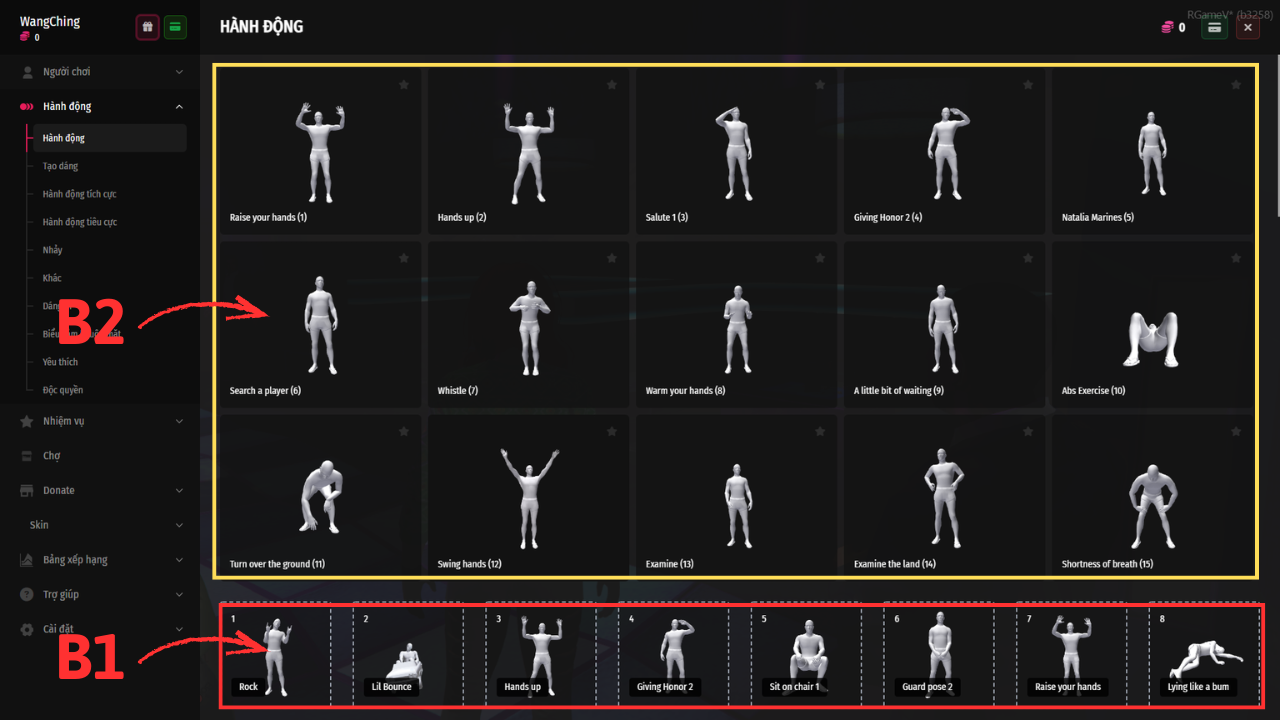 WangChing
0
Người chơi
Hành động
Hành động
Tạo dáng
Hành động tích cực
Hành động tiêu cực
Nhảy
Khác
Dáng
Biểu
Yêu thích
Độc quyền
Nhiệm vụ
Chợ
Donate
Skin
Bảng xếp hạng
Trợ giúp
Cài đặt
B2
B1
HÀNH ĐỘNG
0
RGameV* (b3258)
Raise your hands (1)
Hands up (2)
Salute 1 (3)
Giving Honor 2 (4)
Natalia Marines (5)
Search a player (6)
Whistle (7)
Warm your hands (8)
A little bit of waiting (9)
Abs Exercise (10)
Turn over the ground (11)
Swing hands (12)
Examine (13)
Examine the land (14)
Shortness of breath (15)
1
Rock
2
Lil Bounce
3
Hands up
4
Giving Honor 2
5
Sit on chair 1
6
Guard pose 2
7
Raise your hands
8
Lying like a bum